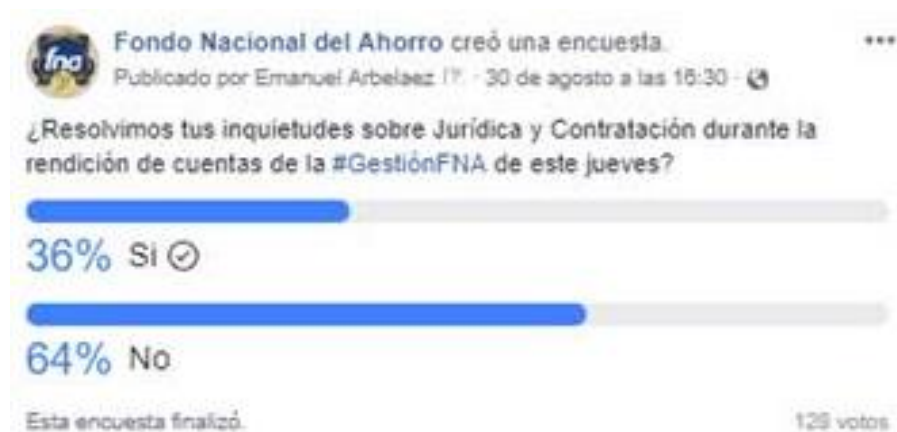 fna
Fondo Nacional del Ahorro creó una encuesta.
Publicado por Emanuel Arbelaez · 30 de agosto a las 16:30 ·
¿Resolvimos tus inquietudes sobre Jurídica y Contratación durante la
rendición de cuentas de la #GestiónFNA de este jueves?
36% Si
64% No
Esta encuesta finalizó.
votos